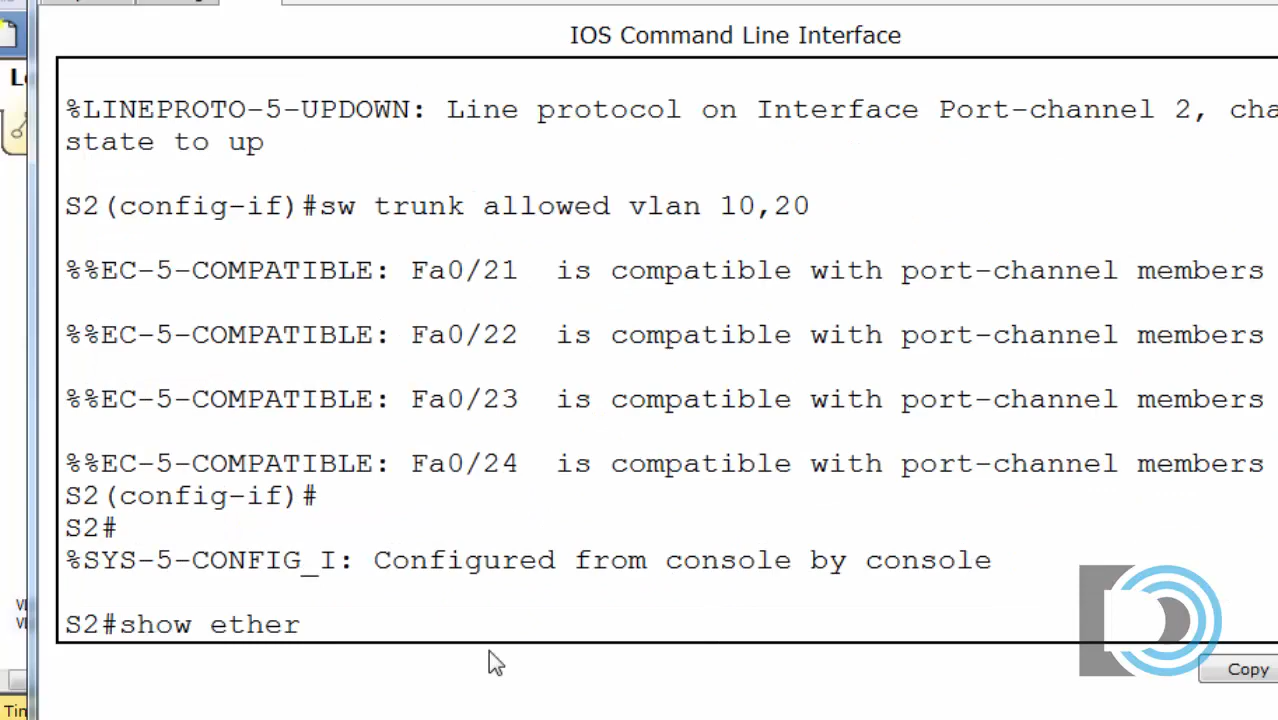 IOS Command Line Interface
%LINEPROTO-5-UPDOWN: Line protocol on Interface Port-channel 2, cha
state to up
S2(config-if)#sw trunk allowed vlan 10,20
%%EC-5-COMPATIBLE: Fa0/21  is compatible with port-channel members
%%EC-5-COMPATIBLE: Fa0/22  is compatible with port-channel members
%%EC-5-COMPATIBLE: Fa0/23  is compatible with port-channel members
%%EC-5-COMPATIBLE: Fa0/24  is compatible with port-channel members
S2(config-if)#
S2#
%SYS-5-CONFIG_I: Configured from console by console
S2#show ether
Copy
Tin